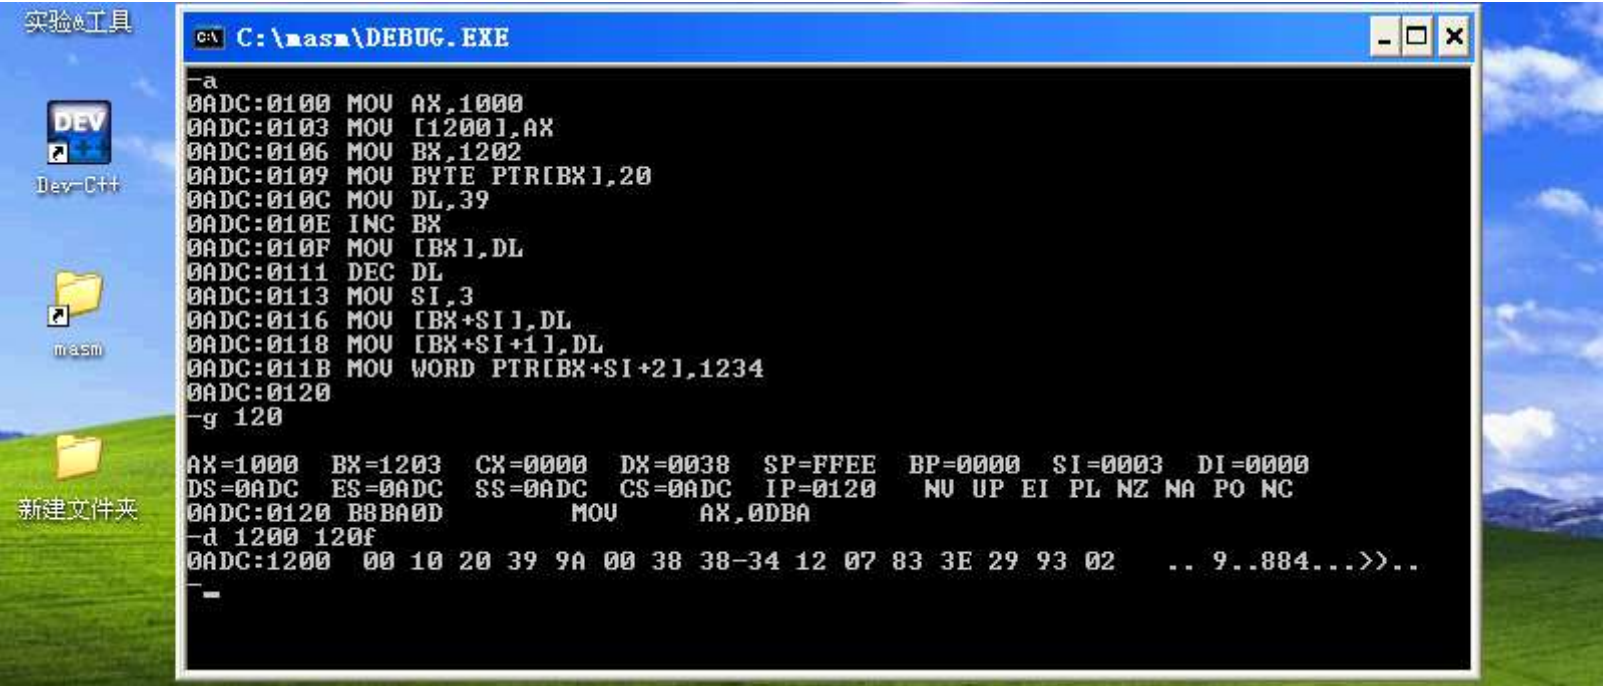 实验&工具
DEV
C++
Dev-C++
masm
新建文件夹
C:\masm\DEBUG.EXE
-a
0ADC:0100 MOV AX,1000
0ADC:0103 MOV [1200],AX
0ADC:0106 MOV BX,1202
0ADC:0109 MOV BYTE PTR[BX],20
0ADC:010C MOV DL,39
0ADC:010E INC BX
0ADC:010F MOV [BX],DL
0ADC:0111 DEC DL
0ADC:0113 MOV SI,3
0ADC:0116 MOV [BX+SI],DL
0ADC:0118 MOV [BX+SI+1],DL
0ADC:011B MOV WORD PTR[BX+SI+2],1234
0ADC:0120
-g 120
AX=1000 BX=1203 CX=0000 DX=0038 SP=FFEE BP=0000 SI=0003 DI=0000
DS=0ADC ES=0ADC SS=0ADC CS=0ADC IP=0120 NV UP EI PL NZ NA PO NC
0ADC:0120 B8BA0D MOV AX,0DBA
-d 1200 120f
0ADC:1200 00 10 20 39 9A 00 38 38-34 12 07 83 3E 29 93 02 .. 9..884...>)..
-